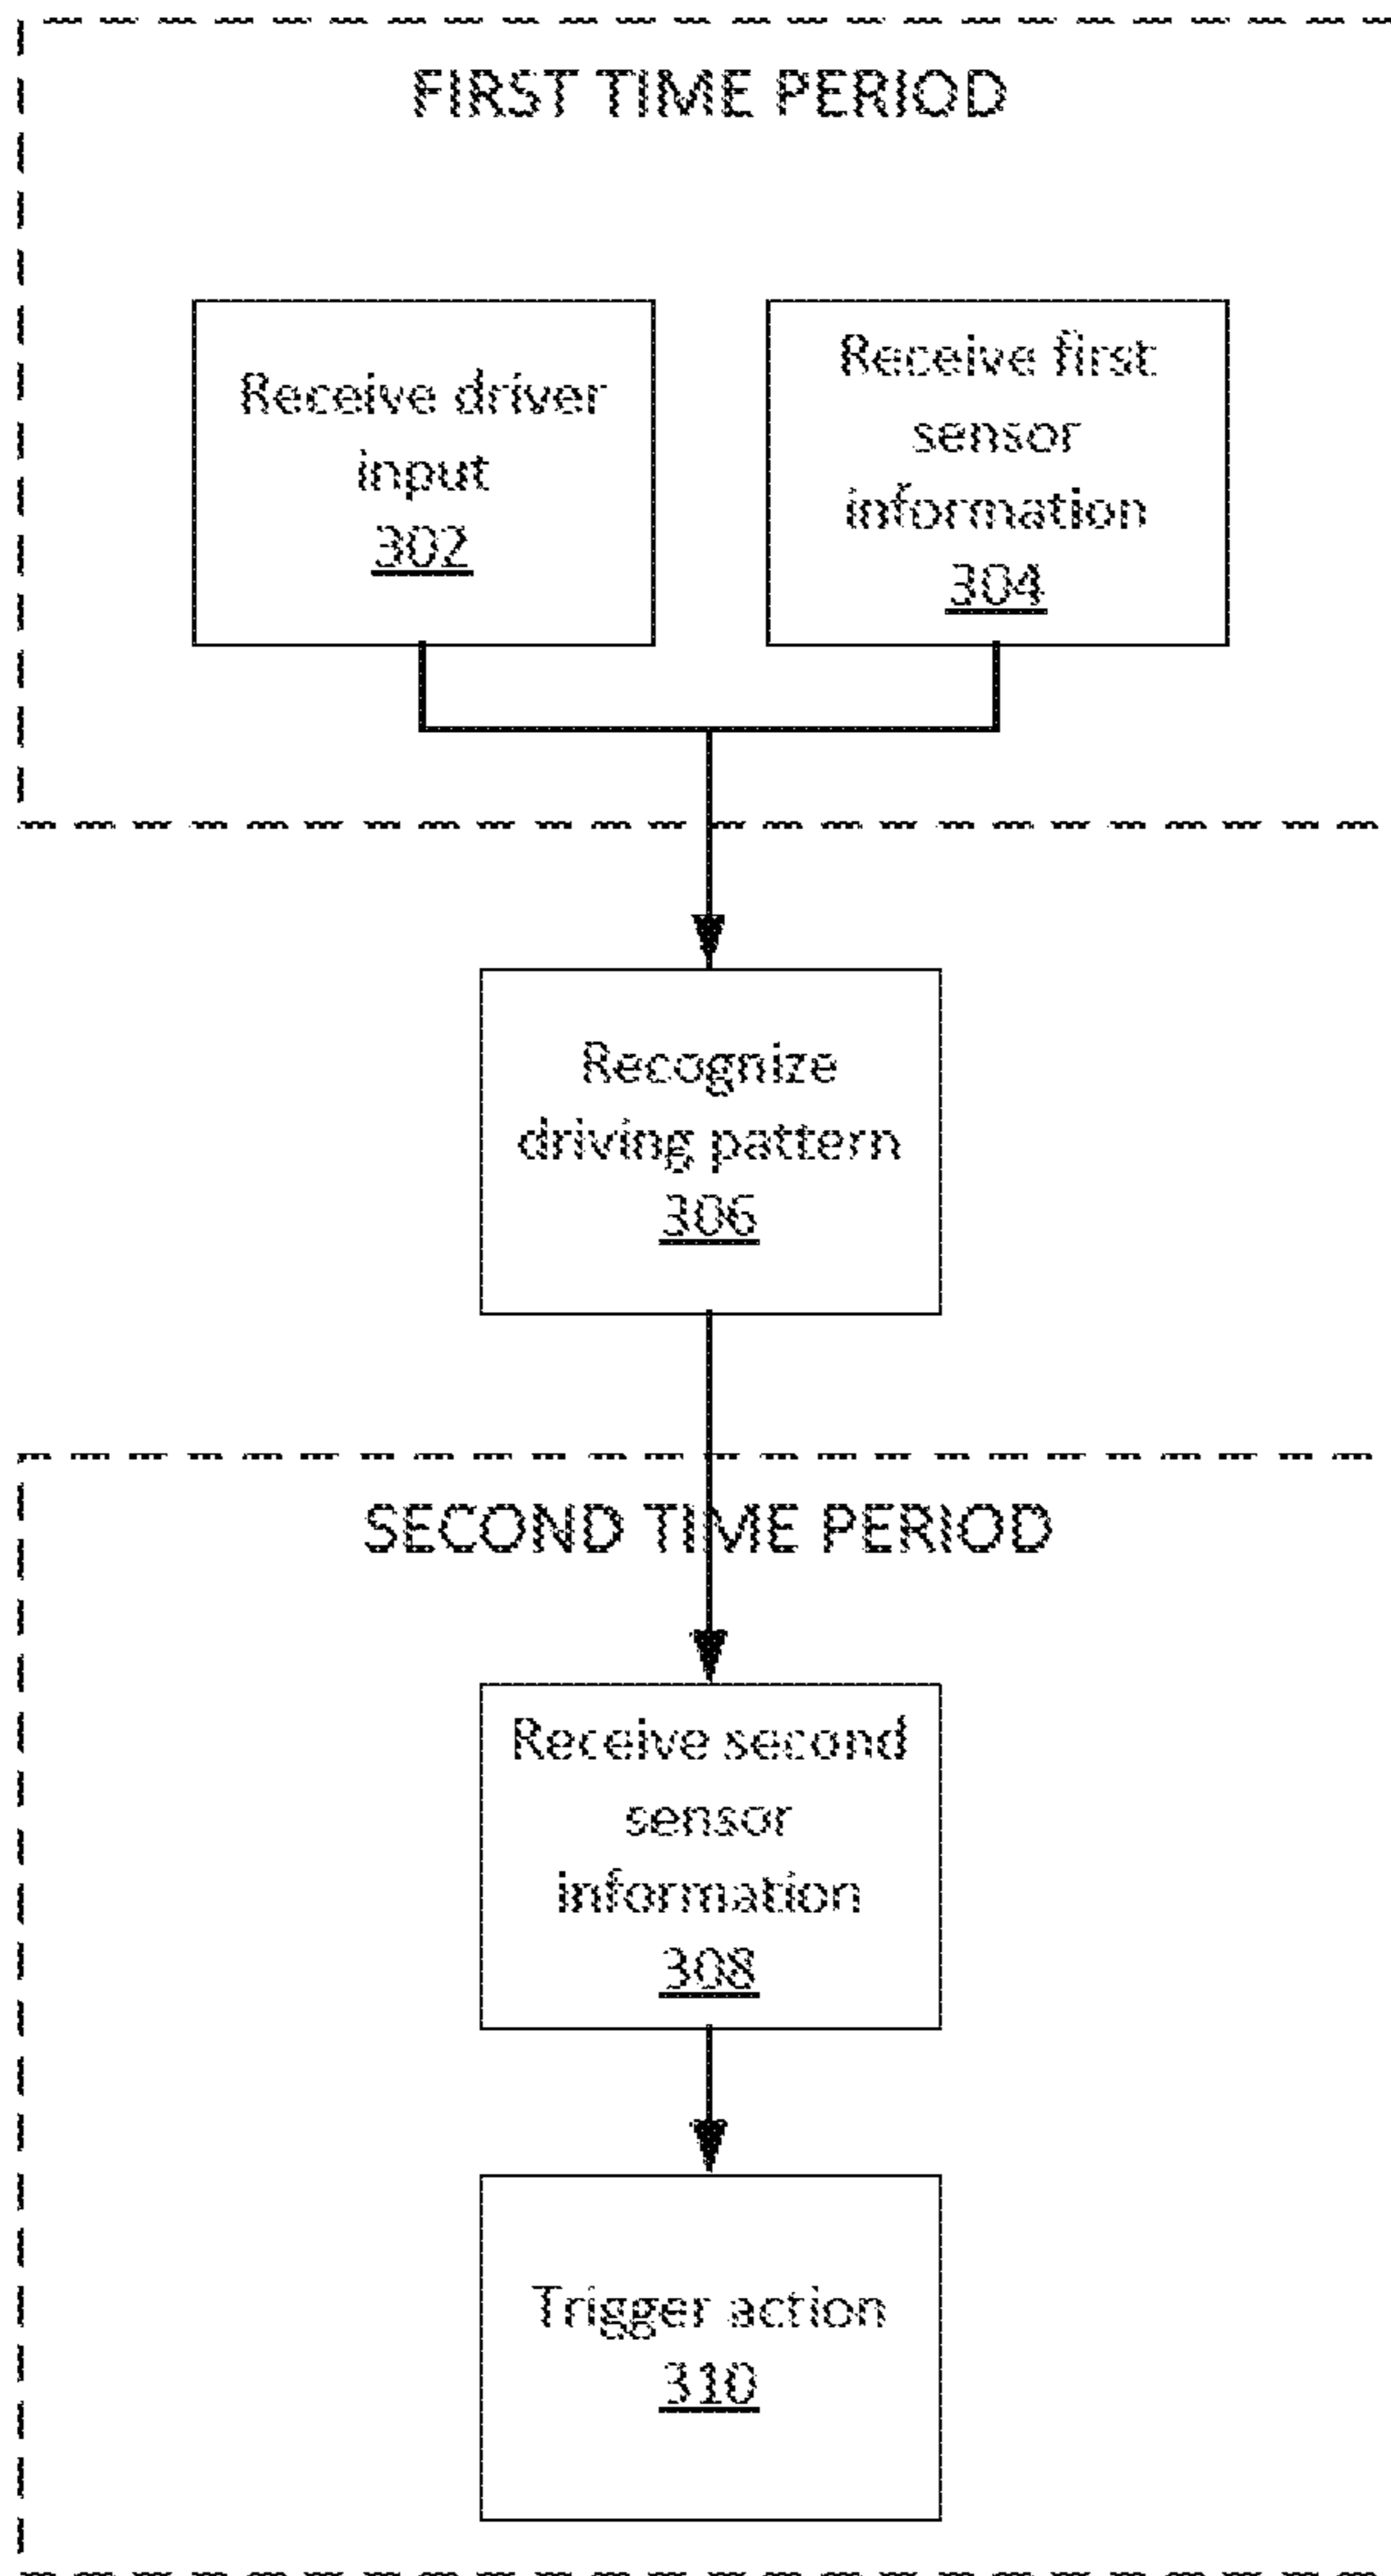 FIRST TIME PERIOD
Receive driver
input
302
Receive first
sensor
information
304
Recognize
driving pattern
306
SECOND TIME PERIOD
Receive second
sensor
information
308
Trigger action
310